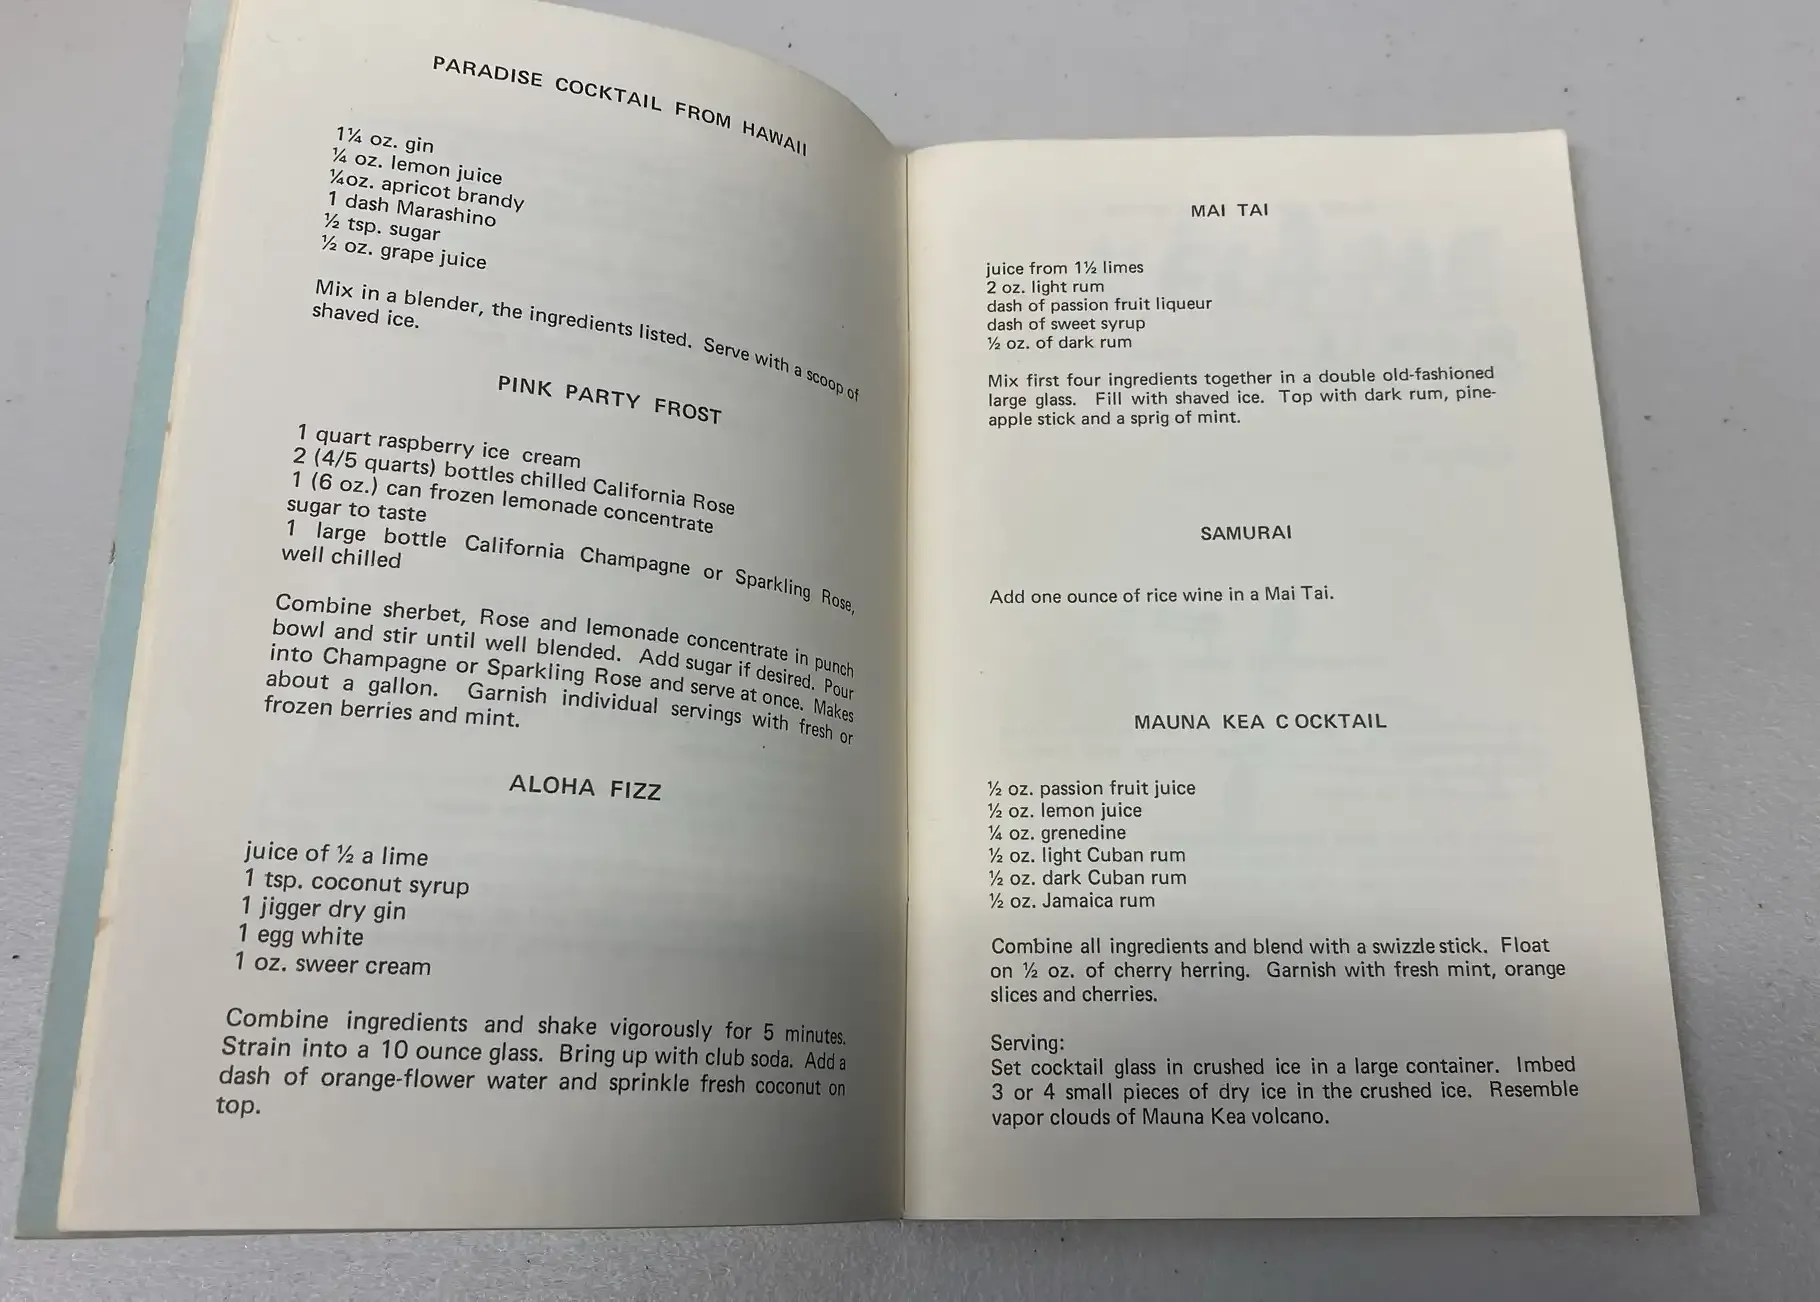 PARADISE COCKTAIL FROM HAWAII
1¼ oz. gin
¼ oz. lemon juice
¼oz. apricot brandy
1 dash Marashino
½ tsp. sugar
½ oz. grape juice
Mix in a blender, the ingredients listed. Serve with a scoop of
shaved ice.
PINK PARTY FROST
1 quart raspberry ice cream
2 (4/5 quarts) bottles chilled California Rose
1 (6 oz.) can frozen lemonade concentrate
sugar to taste
1 large bottle California Champagne or Sparkling Rose,
well chilled
Combine sherbet, Rose and lemonade concentrate in punch
bowl and stir until well blended. Add sugar if desired. Pour
into Champagne or Sparkling Rose and serve at once. Makes
about a gallon. Garnish individual servings with fresh or
frozen berries and mint.
ALOHA FIZZ
juice of ½ a lime
1 tsp. coconut syrup
1 jigger dry gin
1 egg white
1 oz. sweer cream
Combine ingredients and shake vigorously for 5 minutes.
Strain into a 10 ounce glass. Bring up with club soda. Add a
dash of orange-flower water and sprinkle fresh coconut on
top.
MAI TAI
juice from 1½ limes
2 oz. light rum
dash of passion fruit liqueur
dash of sweet syrup
½ oz. of dark rum
Mix first four ingredients together in a double old-fashioned
large glass. Fill with shaved ice. Top with dark rum, pine-
apple stick and a sprig of mint.
SAMURAI
Add one ounce of rice wine in a Mai Tai.
MAUNA KEA C OCKTAIL
½ oz. passion fruit juice
½ oz. lemon juice
¼ oz. grenedine
½ oz. light Cuban rum
½ oz. dark Cuban rum
½ oz. Jamaica rum
Combine all ingredients and blend with a swizzle stick. Float
on ½ oz. of cherry herring. Garnish with fresh mint, orange
slices and cherries.
Serving:
Set cocktail glass in crushed ice in a large container. Imbed
3 or 4 small pieces of dry ice in the crushed ice. Resemble
vapor clouds of Mauna Kea volcano.